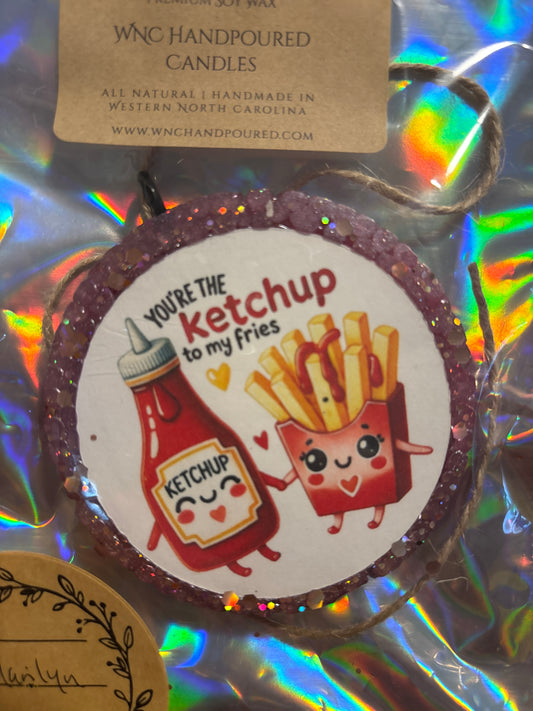 PREMIUM SOY WAX
WNC HANDPOURED
CANDLES
ALL NATURAL | HANDMADE IN
WESTERN NORTH CAROLINA
WWW.WNCHANDPOURED.COM
YOU'RE THE
ketchup
to my fries
KETCHUP
Marilyn